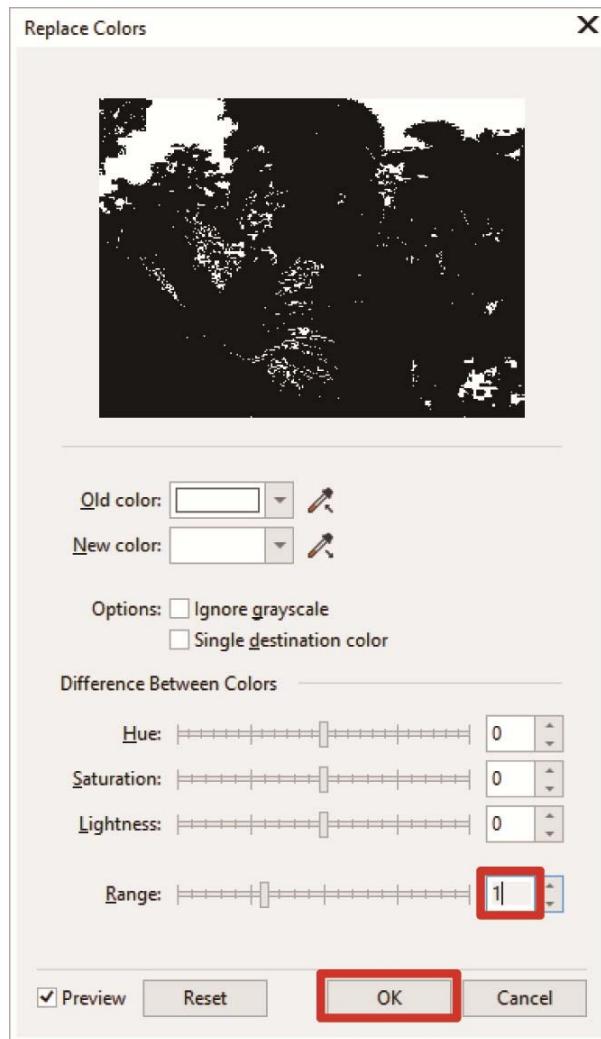 Replace Colors
Old color:
New color:
Options: Ignore grayscale
Single destination color
Difference Between Colors
Hue: 0
Saturation: 0
Lightness: 0
Range: 1
Preview Reset OK Cancel